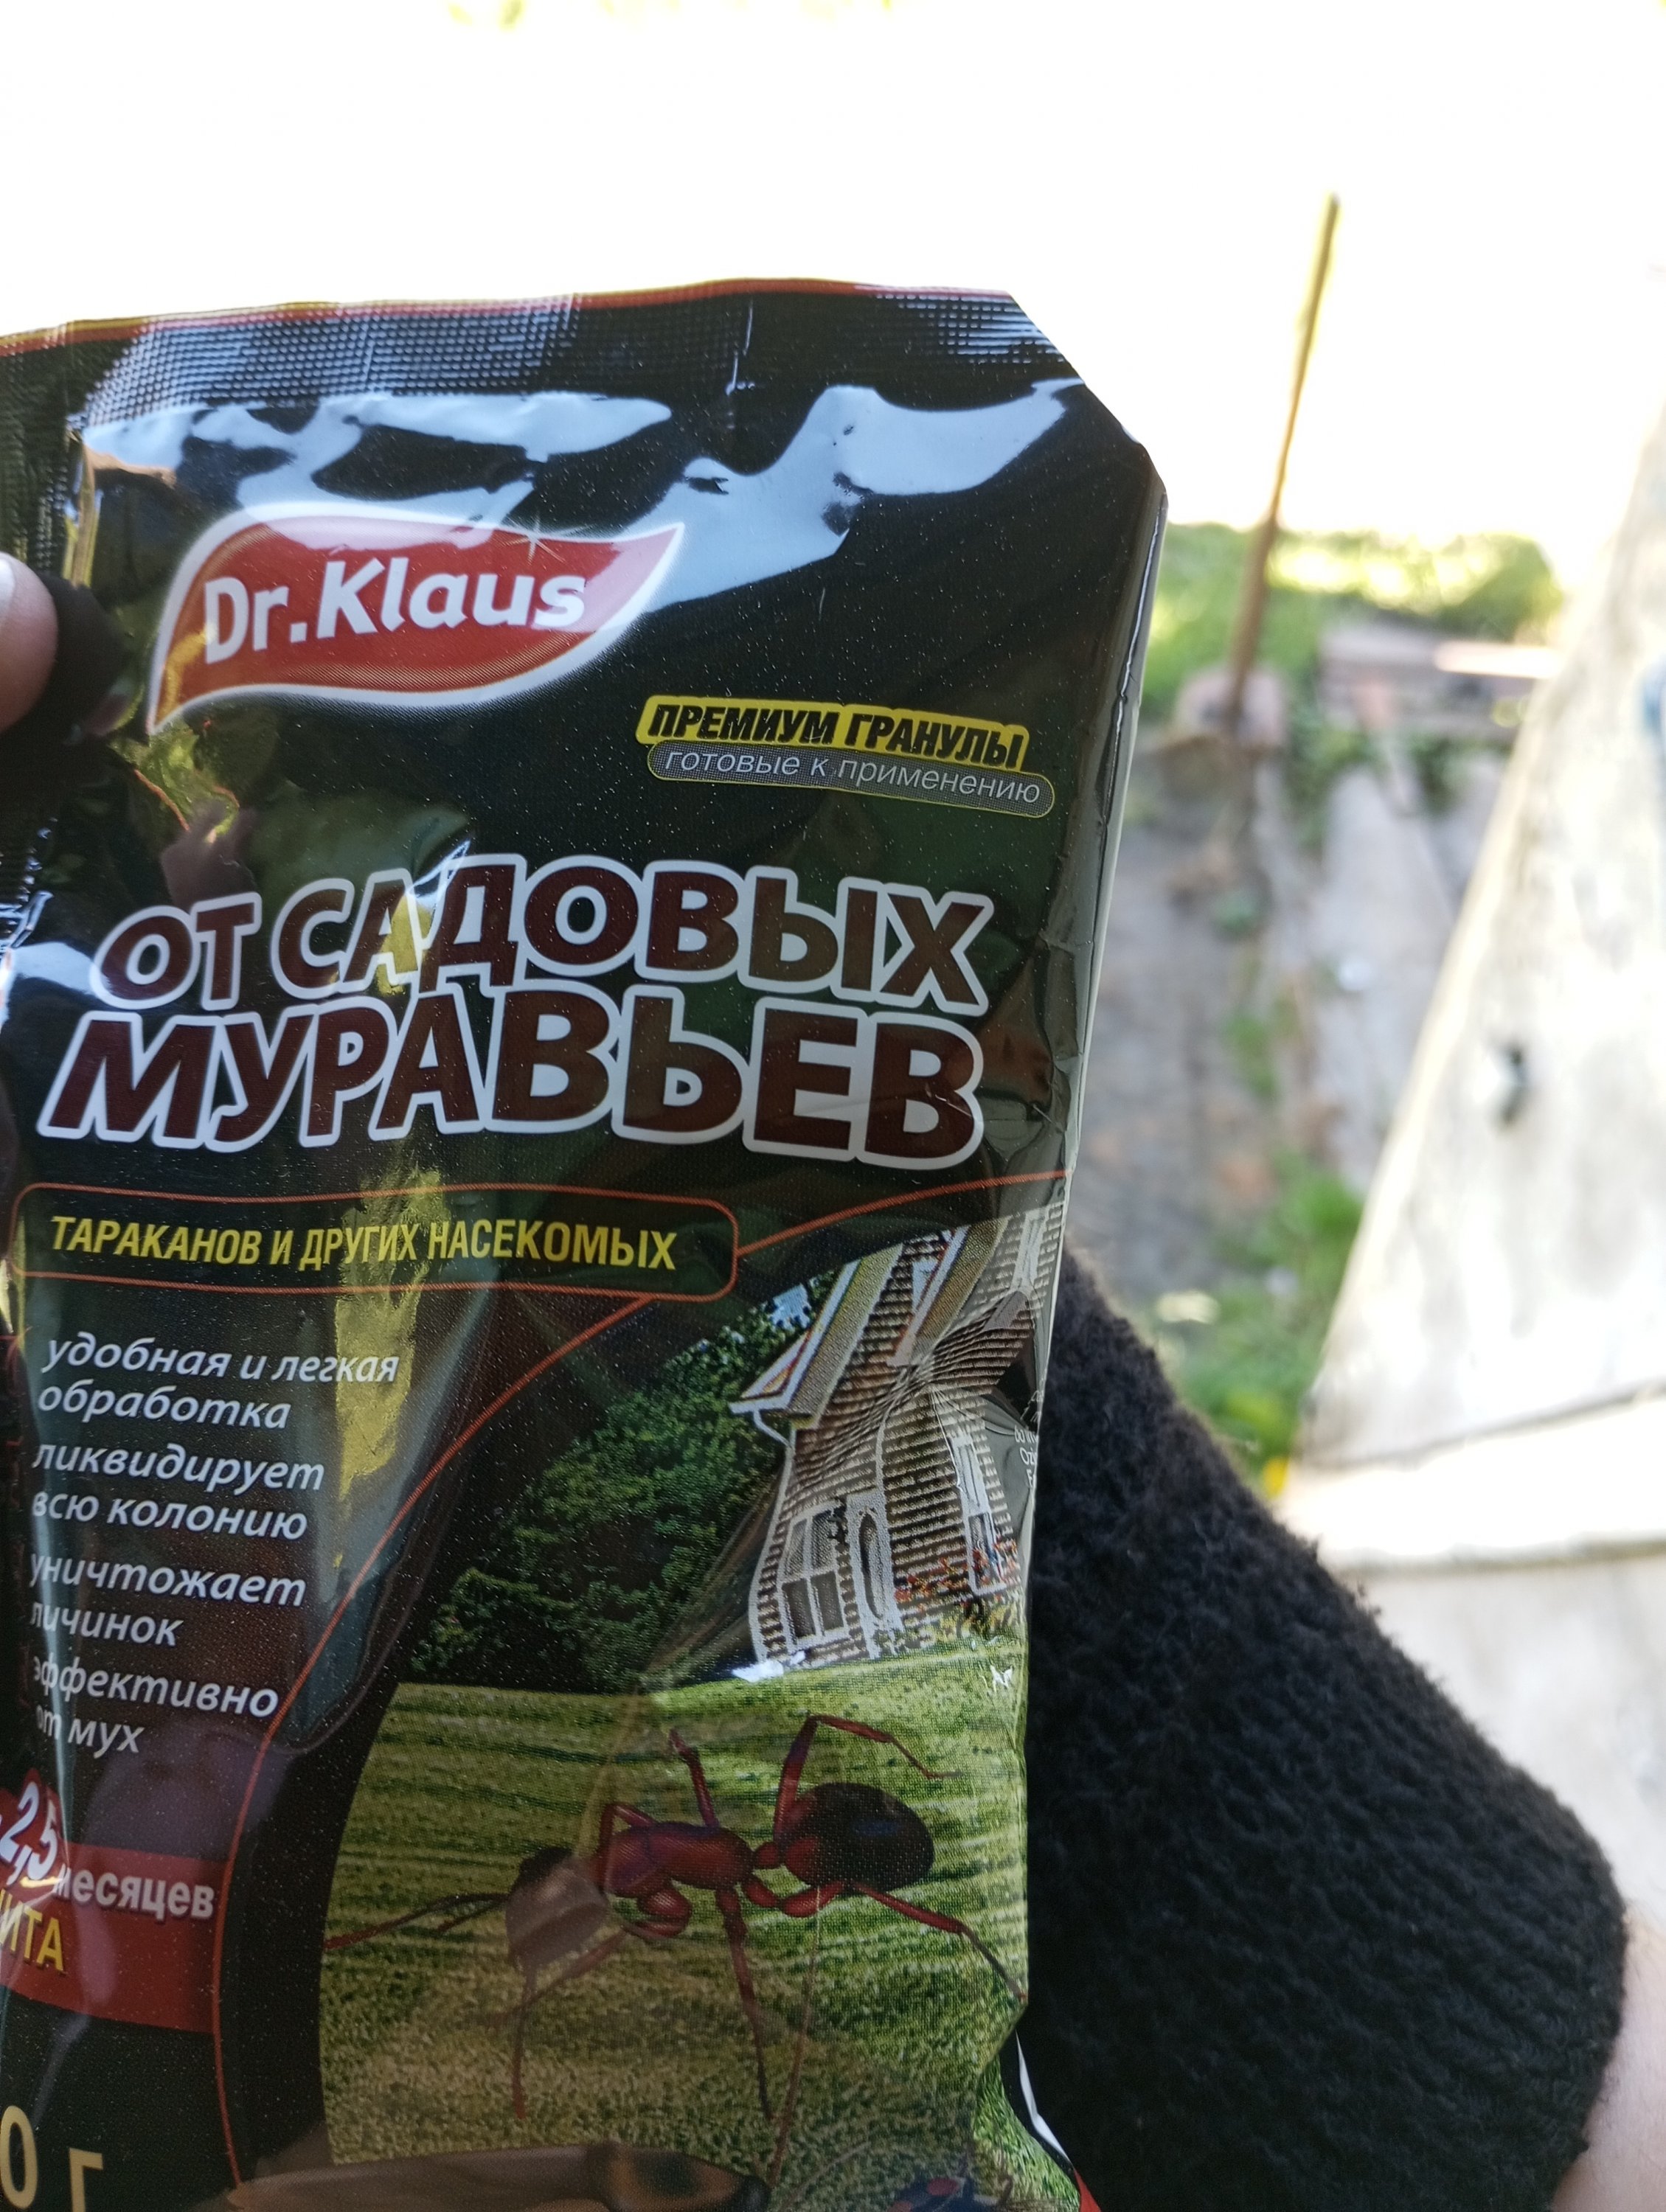 Dr.Klaus
ПРЕМИУМ ГРАНУЛЫ
готовые к применению
ОТ САДОВЫХ
МУРАВЬЕВ
ТАРАКАНОВ И ДРУГИХ НАСЕКОМЫХ
удобная и легкая
обработка
ликвидирует
всю колонию
уничтожает
личинок
эффективно
от мух
2,5 месяцев